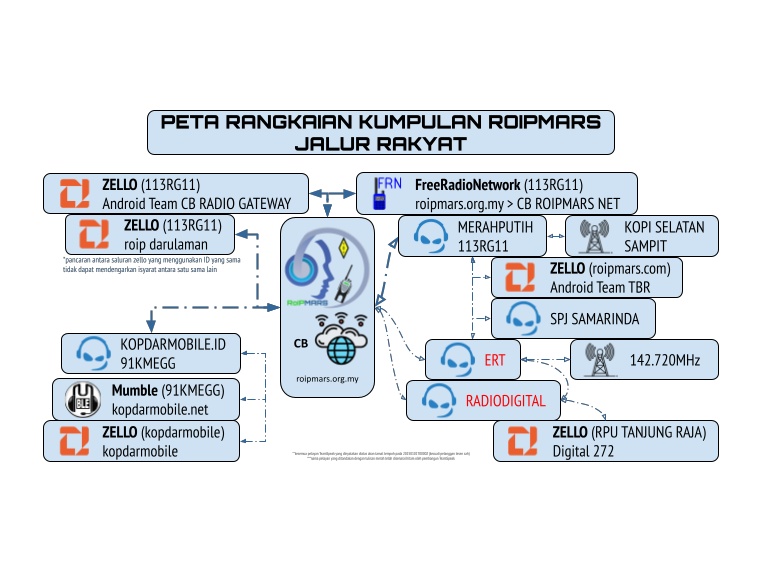 PETA RANGKAIAN KUMPULAN ROIPMARS
JALUR RAKYAT
ZELLO (113RG11)
Android Team CB RADIO GATEWAY
FRN
FreeRadioNetwork (113RG11)
roipmars.org.my > CB ROIPMARS NET
ZELLO (113RG11)
roip darulaman
*pancaran antara saluran zello yang menggunakan ID yang sama
tidak dapat mendengarkan isyarat antara satu sama lain
MERAHPUTIH
113RG11
KOPI SELATAN
SAMPIT
ZELLO (roipmars.com)
Android Team TBR
SPJ SAMARINDA
RoIPMARS
CB
roipmars.org.my
KOPDARMOBILE.ID
91KMEGG
ERT
142.720MHz
BLE
Mumble (91KMEGG)
kopdarmobile.net
RADIODIGITAL
ZELLO (kopdarmobile)
kopdarmobile
ZELLO (RPU TANJUNG RAJA)
Digital 272